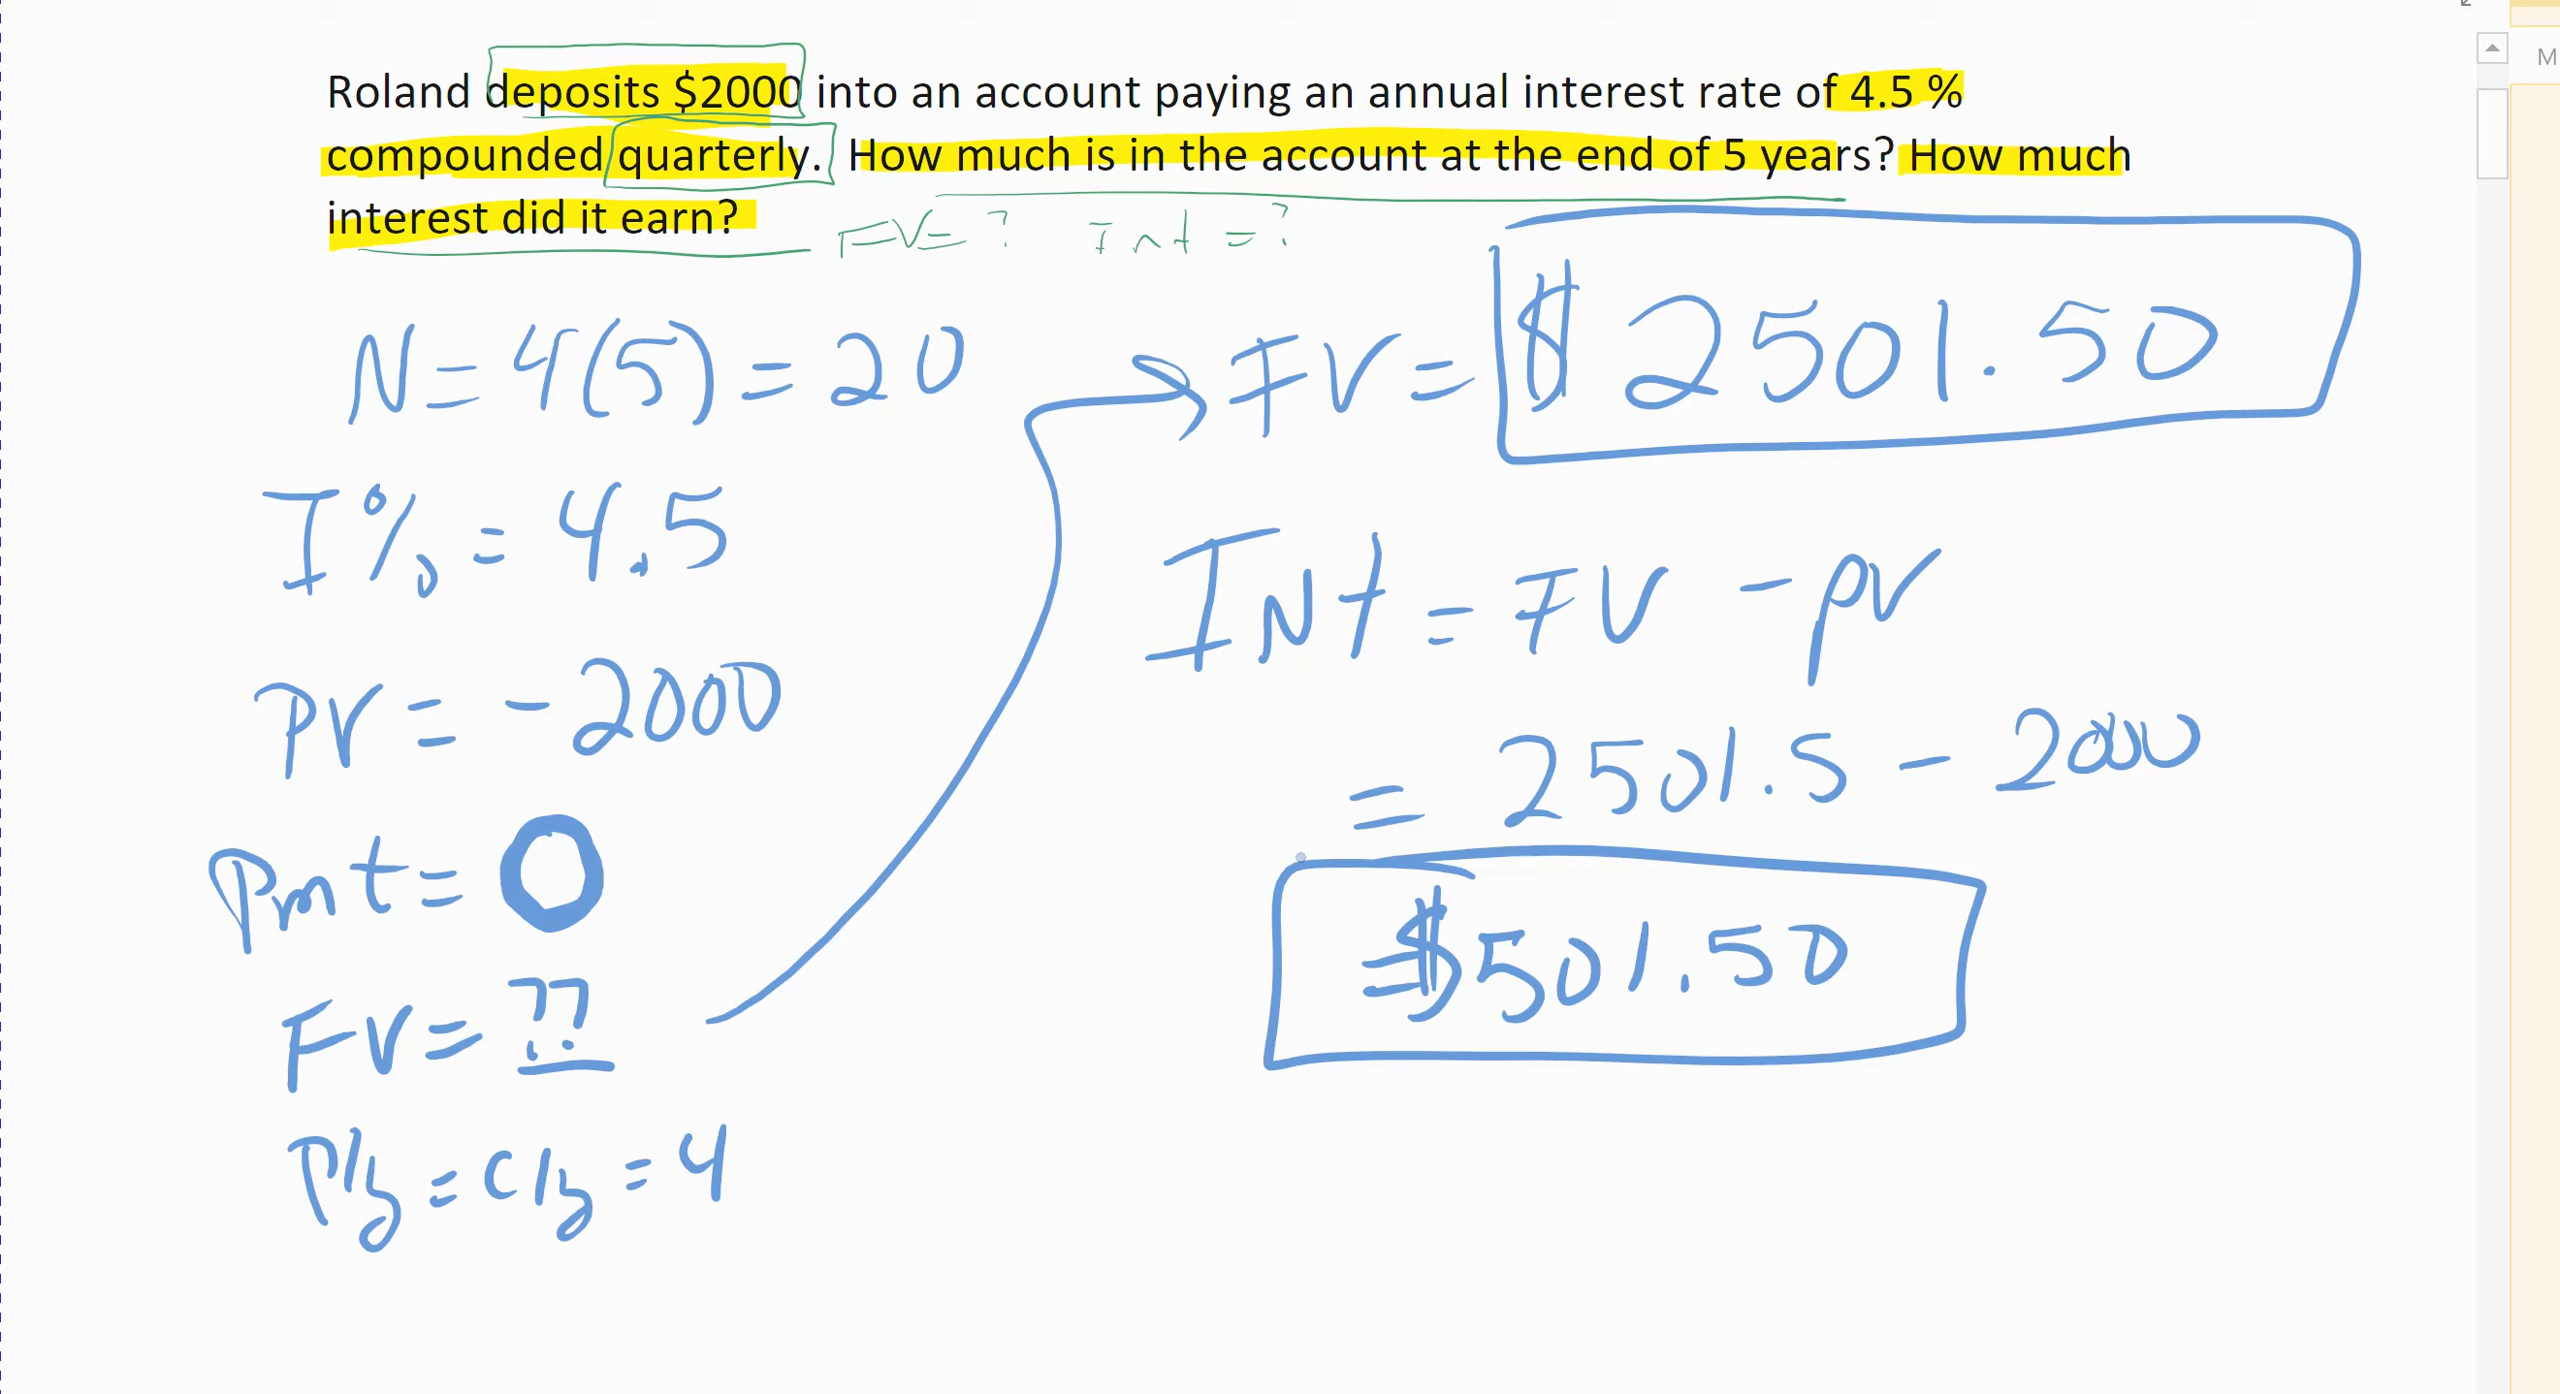 Roland deposits $2000 into an account paying an annual interest rate of 4.5 %
compounded quarterly. How much is in the account at the end of 5 years? How much
interest did it earn?
FV= ? Int = ?
N= 4(5) = 20
I% = 4.5
PV = -2000
Pmt= 0
FV= ??
P/y = C/y = 4
FV= $ 2501.50
INt = FV - PV
= 2501.5 - 2000
=$501.50
M